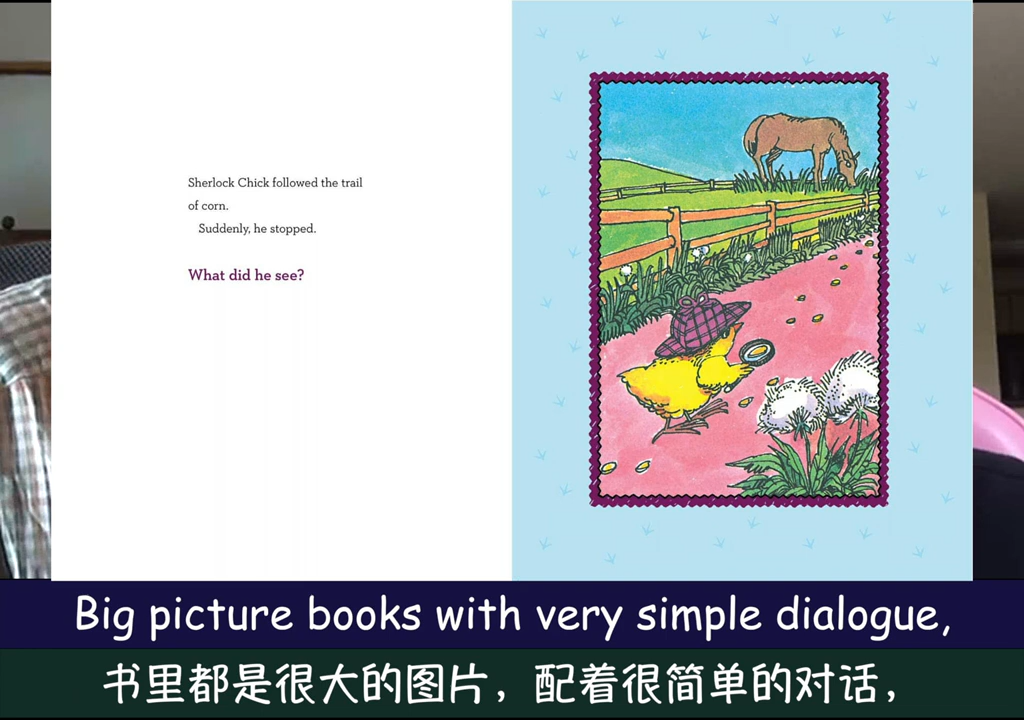 Sherlock Chick followed the trail
of corn.
Suddenly, he stopped.
What did he see?
Big picture books with very simple dialogue,
书里都是很大的图片，配着很简单的对话，